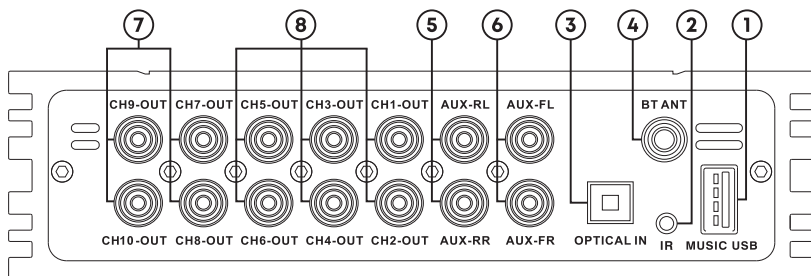 7 8 5 6 3 4 2 1
CH9-OUT CH7-OUT CH5-OUT CH3-OUT CH1-OUT AUX-RL AUX-FL BT ANT
CH10-OUT CH8-OUT CH6-OUT CH4-OUT CH2-OUT AUX-RR AUX-FR OPTICAL IN IR MUSIC USB